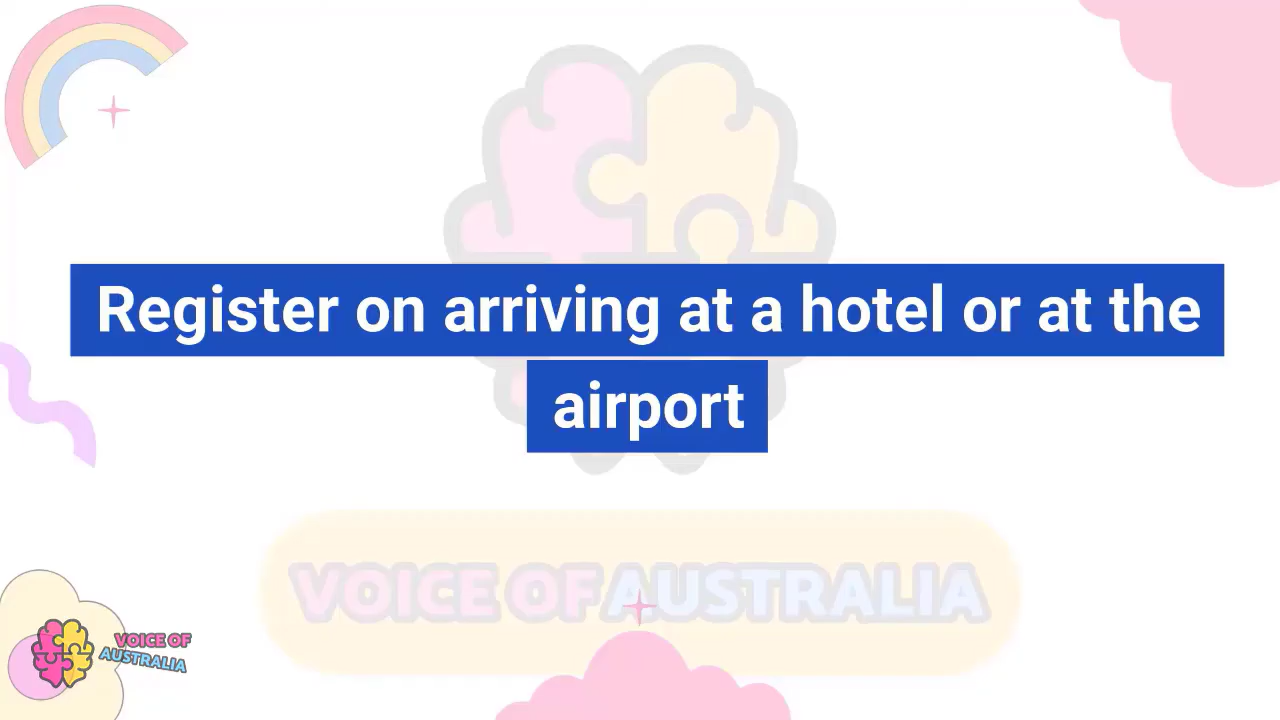 Register on arriving at a hotel or at the
airport
VOICE OF AUSTRALIA
VOICE OF
AUSTRALIA